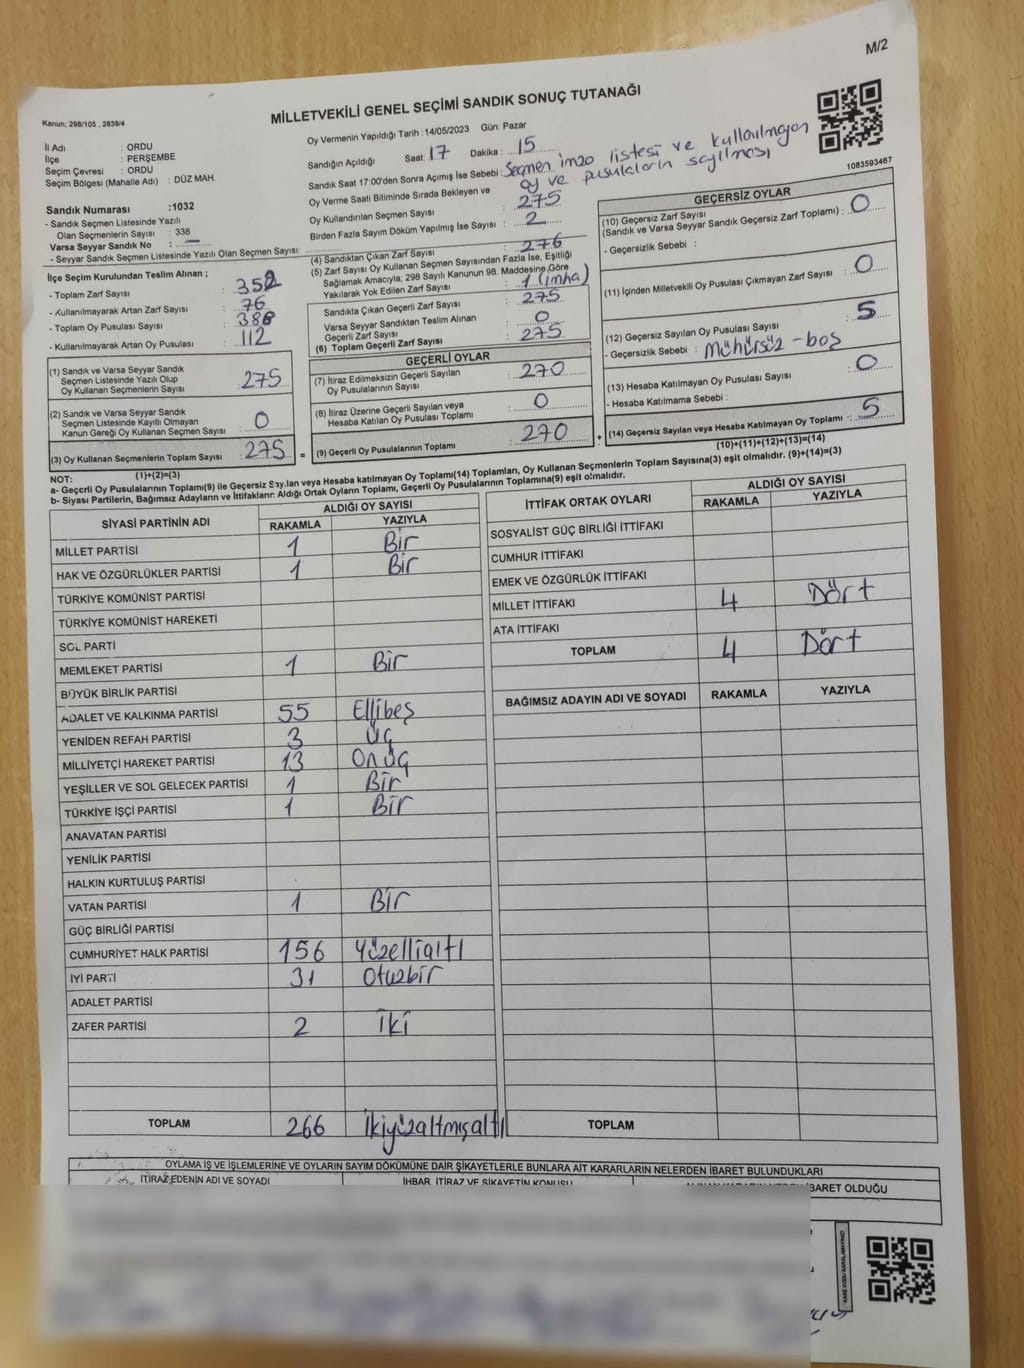 M/2
Kanun; 298/105 , 2839/4
MİLLETVEKİLİ GENEL SEÇİMİ SANDIK SONUÇ TUTANAĞI
1083593467
İl Adı : ORDU
İlçe : PERŞEMBE
Seçim Çevresi : ORDU
Seçim Bölgesi (Mahalle Adı) : DÜZ MAH.
Sandık Numarası :1032
- Sandık Seçmen Listesinde Yazılı
Olan Seçmenlerin Sayısı : 338
Varsa Seyyar Sandık No : —
- Seyyar Sandık Seçmen Listesinde Yazılı Olan Seçmen Sayısı:
Oy Vermenin Yapıldığı Tarih :14/05/2023 Gün: Pazar
Sandığın Açıldığı Saat: 17 Dakika : 15
Sandık Saat 17:00'den Sonra Açımış İse Sebebi : Seçmen imza listesi ve kullanılmayan
oy ve pusulaların sayılması
Oy Verme Saati Bitiminde Sırada Bekleyen ve
Oy Kullandırılan Seçmen Sayısı : 275
Birden Fazla Sayım Döküm Yapılmış İse Sayısı : 2
İlçe Seçim Kurulundan Teslim Alınan ;
- Toplam Zarf Sayısı : 352
- Kullanılmayarak Artan Zarf Sayısı : 76
- Toplam Oy Pusulası Sayısı : 388
- Kullanılmayarak Artan Oy Pusulası : 112
(1) Sandık ve Varsa Seyyar Sandık
Seçmen Listesinde Yazılı Olup
Oy Kullanan Seçmenlerin Sayısı : 275
(2) Sandık ve Varsa Seyyar Sandık
Seçmen Listesinde Kayıtlı Olmayan
Kanun Gereği Oy Kullanan Seçmen Sayısı : 0
(3) Oy Kullanan Seçmenlerin Toplam Sayısı : 275 =
(1)+(2)=(3)
(4) Sandıktan Çıkan Zarf Sayısı : 276
(5) Zarf Sayısı Oy Kullanan Seçmen Sayısından Fazla İse, Eşitliği
Sağlamak Amacıyla; 298 Sayılı Kanunun 98. Maddesine Göre
Yakılarak Yok Edilen Zarf Sayısı : 1 (imha)
Sandıkta Çıkan Geçerli Zarf Sayısı : 275
Varsa Seyyar Sandıktan Teslim Alınan
Geçerli Zarf Sayısı : 0
(6) Toplam Geçerli Zarf Sayısı : 275
GEÇERLİ OYLAR
(7) İtiraz Edilmeksizin Geçerli Sayılan
Oy Pusulalarının Sayısı : 270
(8) İtiraz Üzerine Geçerli Sayılan veya
Hesaba Katılan Oy Pusulası Toplamı : 0
(9) Geçerli Oy Pusulalarının Toplamı : 270 +
GEÇERSİZ OYLAR
(10) Geçersiz Zarf Sayısı
(Sandık ve Varsa Seyyar Sandık Geçersiz Zarf Toplamı) : 0
- Geçersizlik Sebebi :
(11) İçinden Milletvekili Oy Pusulası Çıkmayan Zarf Sayısı : 0
(12) Geçersiz Sayılan Oy Pusulası Sayısı : 5
- Geçersizlik Sebebi : Mühürsüz - boş
(13) Hesaba Katılmayan Oy Pusulası Sayısı : 0
- Hesaba Katılmama Sebebi :
(14) Geçersiz Sayılan veya Hesaba Katılmayan Oy Toplamı : 5
(10)+(11)+(12)+(13)=(14)
NOT:
a- Geçerli Oy Pusulalarının Toplamı(9) ile Geçersiz Sayılan veya Hesaba katılmayan Oy Toplamı(14) Toplamları, Oy Kullanan Seçmenlerin Toplam Sayısına(3) eşit olmalıdır. (9)+(14)=(3)
b- Siyasi Partilerin, Bağımsız Adayların ve İttifakların Aldığı Ortak Oyların Toplamı, Geçerli Oy Pusulalarının Toplamına(9) eşit olmalıdır.
SİYASİ PARTİNİN ADI ALDIĞI OY SAYISI
RAKAMLA YAZIYLA
MİLLET PARTİSİ 1 Bir
HAK VE ÖZGÜRLÜKLER PARTİSİ 1 Bir
TÜRKİYE KOMÜNİST PARTİSİ
TÜRKİYE KOMÜNİST HAREKETİ
SOL PARTİ
MEMLEKET PARTİSİ 1 Bir
BÜYÜK BİRLİK PARTİSİ
ADALET VE KALKINMA PARTİSİ 55 Ellibeş
YENİDEN REFAH PARTİSİ 3 Üç
MİLLİYETÇİ HAREKET PARTİSİ 13 Onüç
YEŞİLLER VE SOL GELECEK PARTİSİ 1 Bir
TÜRKİYE İŞÇİ PARTİSİ 1 Bir
ANAVATAN PARTİSİ
YENİLİK PARTİSİ
HALKIN KURTULUŞ PARTİSİ
VATAN PARTİSİ 1 Bir
GÜÇ BİRLİĞİ PARTİSİ
CUMHURİYET HALK PARTİSİ 156 Yüzellialtı
İYİ PARTİ 31 Otuzbir
ADALET PARTİSİ
ZAFER PARTİSİ 2 İki
TOPLAM 266 İkiyüzaltmışaltı
İTTİFAK ORTAK OYLARI ALDIĞI OY SAYISI
RAKAMLA YAZIYLA
SOSYALİST GÜÇ BİRLİĞİ İTTİFAKI
CUMHUR İTTİFAKI
EMEK VE ÖZGÜRLÜK İTTİFAKI
MİLLET İTTİFAKI 4 Dört
ATA İTTİFAKI
TOPLAM 4 Dört
BAĞIMSIZ ADAYIN ADI VE SOYADI RAKAMLA YAZIYLA
TOPLAM
OYLAMA İŞ VE İŞLEMLERİNE VE OYLARIN SAYIM DÖKÜMÜNE DAİR ŞİKAYETLERLE BUNLARA AİT KARARLARIN NELERDEN İBARET BULUNDUKLARI
İTİRAZ EDENİN ADI VE SOYADI İHBAR, İTİRAZ VE ŞİKAYETİN KONUSU İBARET OLDUĞU